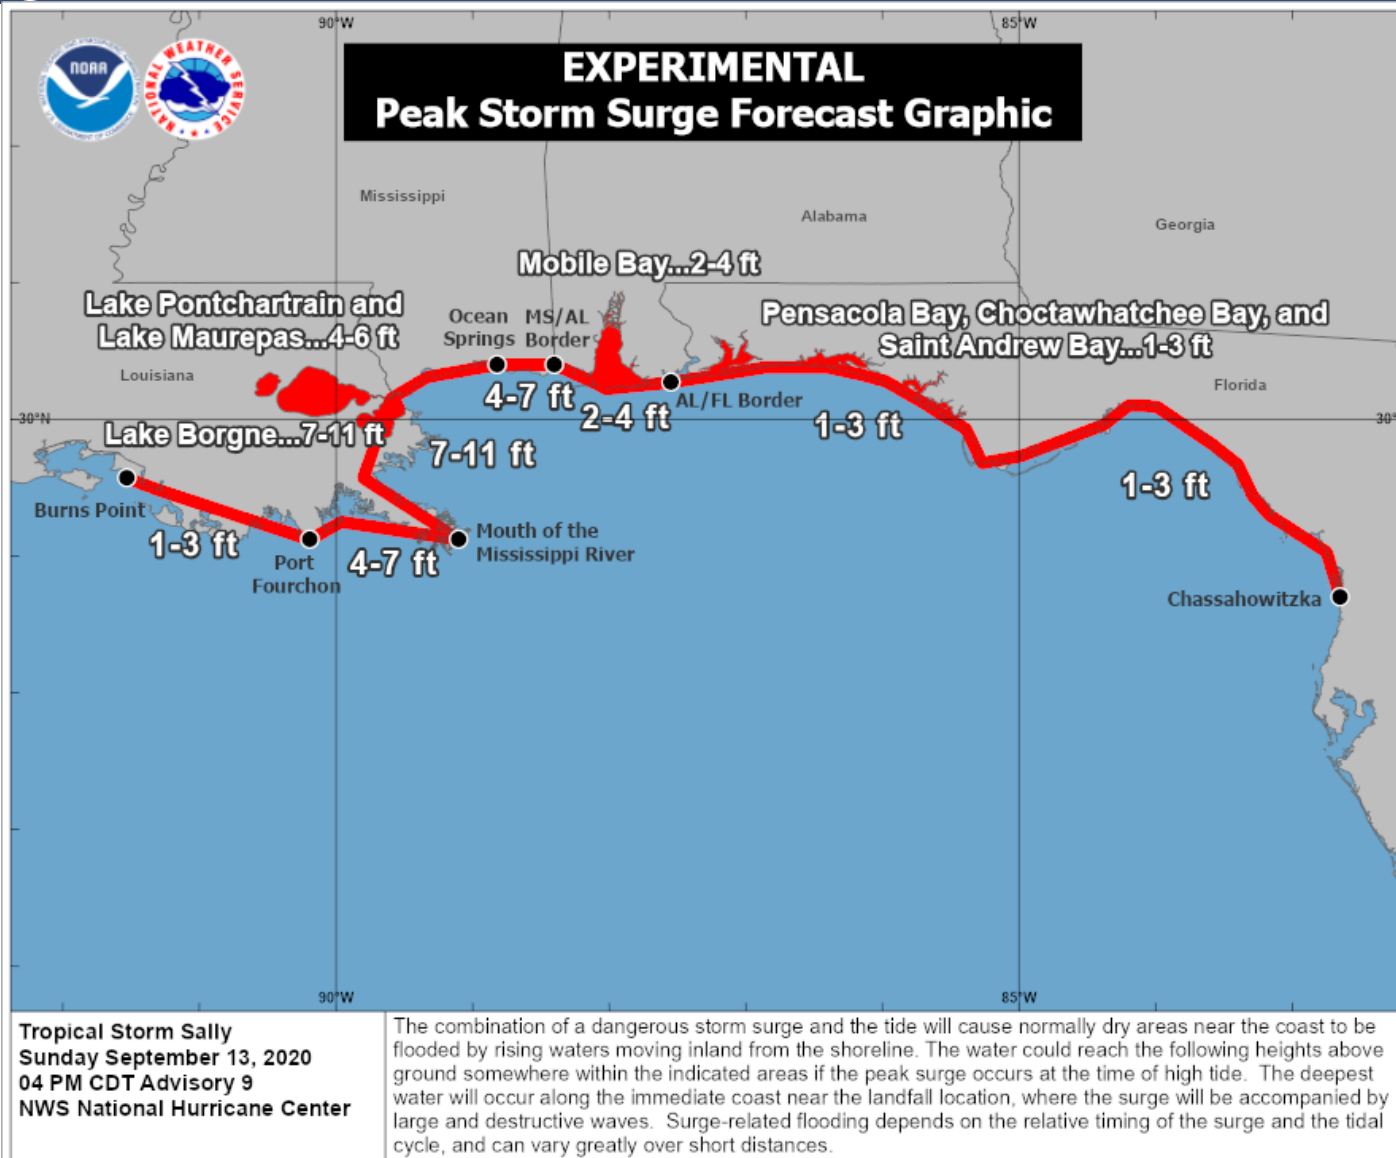 90°W
85°W
NOAA
NATIONAL WEATHER SERVICE
EXPERIMENTAL
Peak Storm Surge Forecast Graphic
Mississippi
Alabama
Georgia
Mobile Bay...2-4 ft
Lake Pontchartrain and
Lake Maurepas...4-6 ft
Ocean
Springs
MS/AL
Border
Pensacola Bay, Choctawhatchee Bay, and
Saint Andrew Bay...1-3 ft
Louisiana
Florida
4-7 ft
AL/FL Border
2-4 ft
1-3 ft
30°N
30°
Lake Borgne...7-11 ft
7-11 ft
1-3 ft
Burns Point
Mouth of the
Mississippi River
1-3 ft
4-7 ft
Port
Fourchon
Chassahowitzka
90°W
85°W
Tropical Storm Sally
Sunday September 13, 2020
04 PM CDT Advisory 9
NWS National Hurricane Center
The combination of a dangerous storm surge and the tide will cause normally dry areas near the coast to be
flooded by rising waters moving inland from the shoreline. The water could reach the following heights above
ground somewhere within the indicated areas if the peak surge occurs at the time of high tide. The deepest
water will occur along the immediate coast near the landfall location, where the surge will be accompanied by
large and destructive waves. Surge-related flooding depends on the relative timing of the surge and the tidal
cycle, and can vary greatly over short distances.